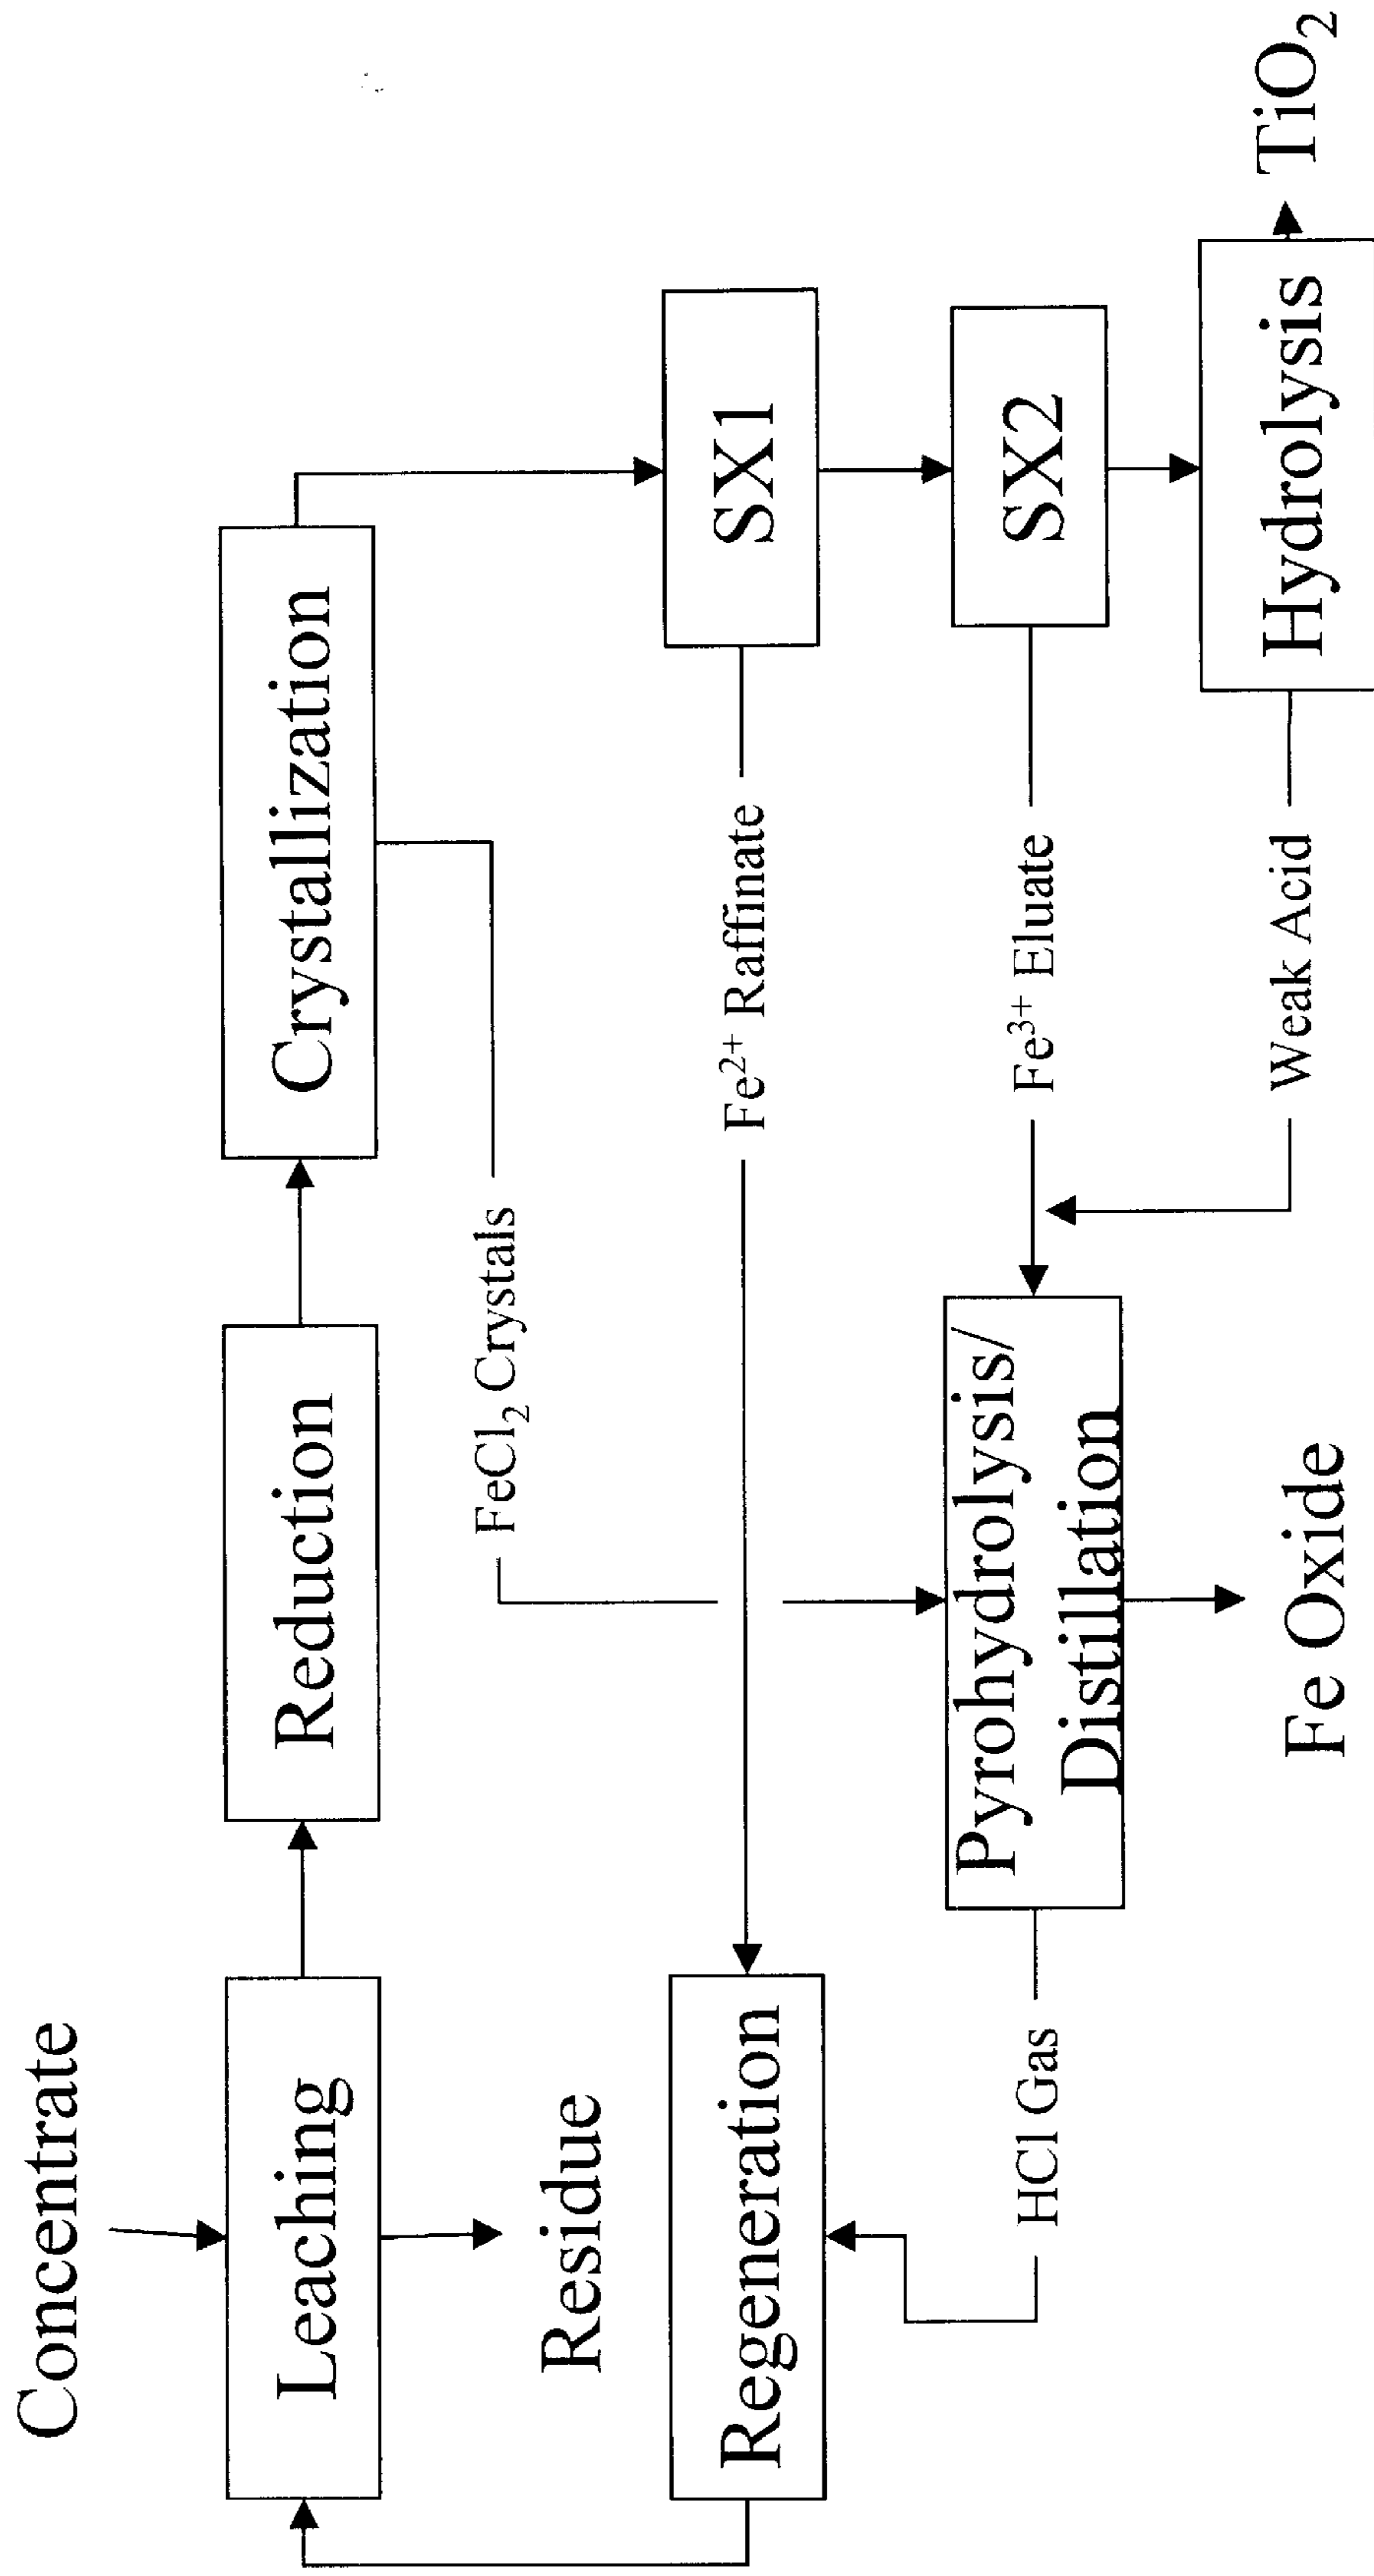 Concentrate
Leaching
Reduction
Crystallization
Residue
FeCl₂ Crystals
Regeneration
Fe²⁺ Raffinate
SX1
HCl Gas
Pyrohydrolysis/
Distillation
Fe³⁺ Eluate
SX2
Fe Oxide
Weak Acid
Hydrolysis
TiO₂